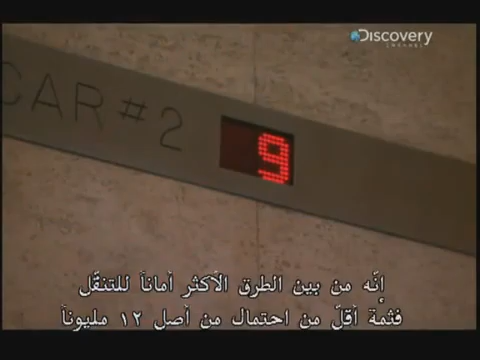 Discovery
CAR#2
9
إنّه من بين الطرق الأكثر أماناً للتنقّل
فثمة أقلّ من احتمال من أصل ١٢ مليوناً